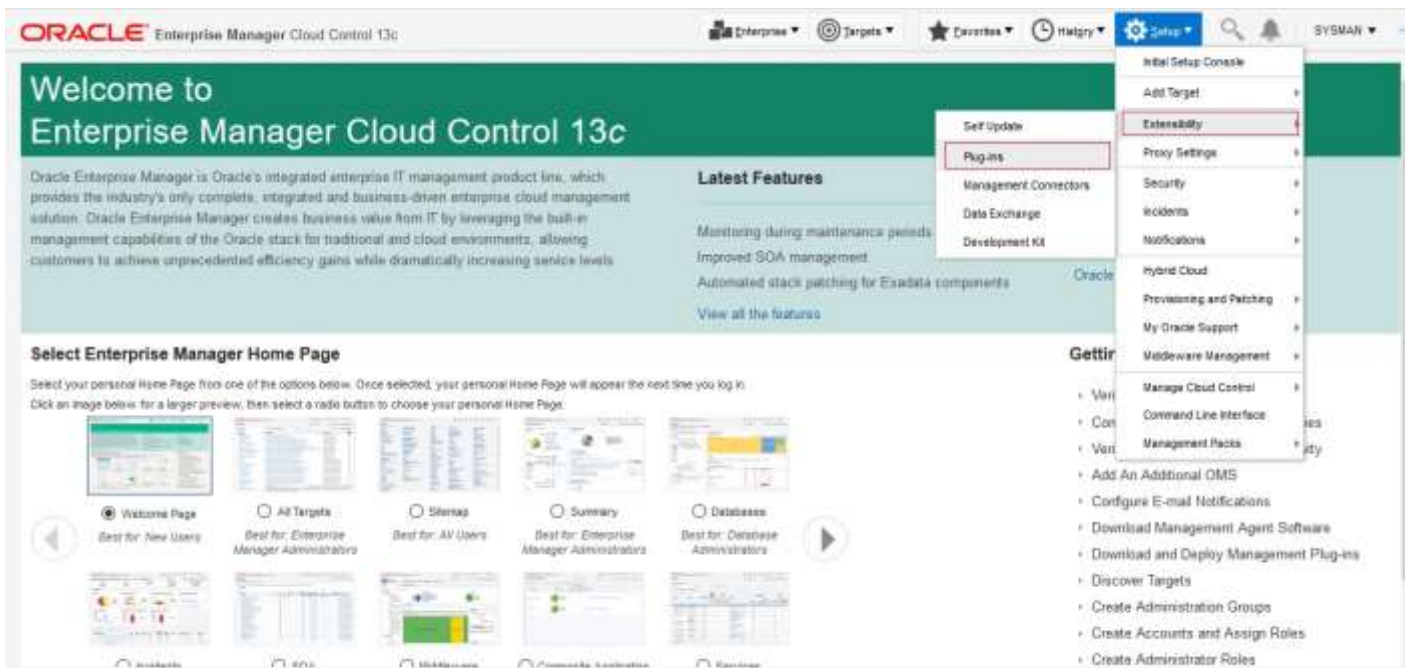 ORACLE Enterprise Manager Cloud Control 13c
Enterprise
Targets
Favorites
History
Setup
SYSMAN
Welcome to
Enterprise Manager Cloud Control 13c
Oracle Enterprise Manager is Oracle's integrated enterprise IT management product line, which
provides the industry's only complete, integrated and business-driven enterprise cloud management
solution. Oracle Enterprise Manager creates business value from IT by leveraging the built-in
management capabilities of the Oracle stack for traditional and cloud environments, allowing
customers to achieve unprecedented efficiency gains while dramatically increasing service levels
Latest Features
Monitoring during maintenance periods
Improved SOA management
Automated stack patching for Exadata components
View all the features
Oracle
Self Update
Plug-ins
Management Connectors
Data Exchange
Development Kit
Initial Setup Console
Add Target
Extensibility
Proxy Settings
Security
Incidents
Notifications
Hybrid Cloud
Provisioning and Patching
My Oracle Support
Middleware Management
Manage Cloud Control
Command Line Interface
Management Packs
Select Enterprise Manager Home Page
Select your personal Home Page from one of the options below. Once selected, your personal Home Page will appear the next time you log in.
Click an image below for a larger preview, then select a radio button to choose your personal Home Page.
Welcome Page
Best for: New Users
All Targets
Best for: Enterprise
Manager Administrators
Sitemap
Best for: All Users
Summary
Best for: Enterprise
Manager Administrators
Databases
Best for: Database
Administrators
Incidents
SOA
Middleware
Composite Application
Services
Add An Additional OMS
Configure E-mail Notifications
Download Management Agent Software
Download and Deploy Management Plug-ins
Discover Targets
Create Administration Groups
Create Accounts and Assign Roles
Create Administrator Roles